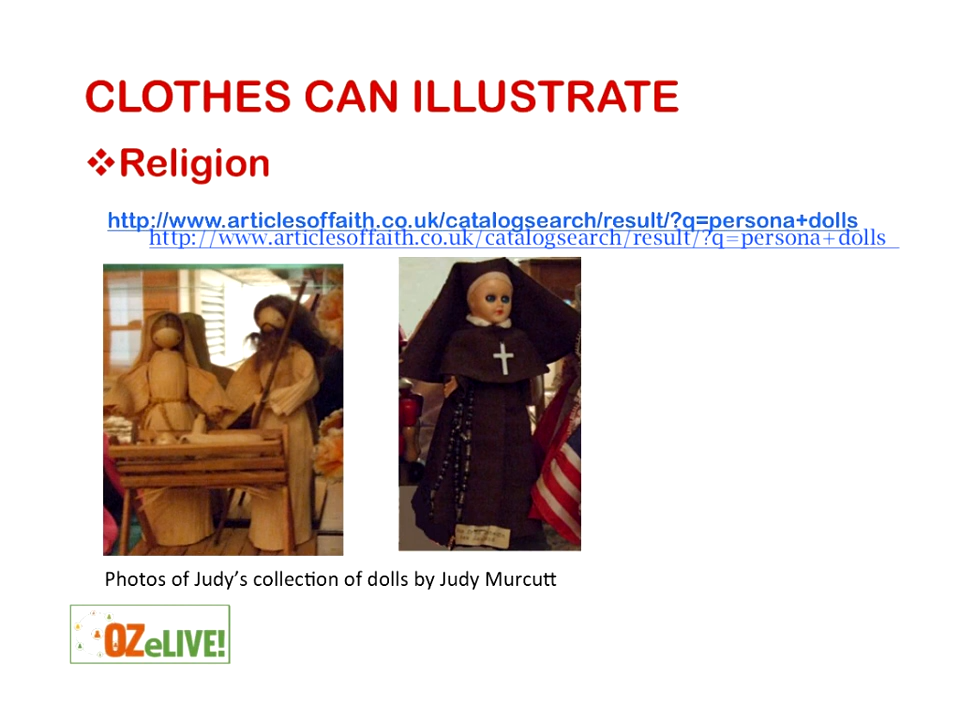 CLOTHES CAN ILLUSTRATE
❖Religion
http://www.articlesoffaith.co.uk/catalogsearch/result/?q=persona+dolls
http://www.articlesoffaith.co.uk/catalogsearch/result/?q=persona+dolls
Photos of Judy's collection of dolls by Judy Murcutt
OZeLIVE!